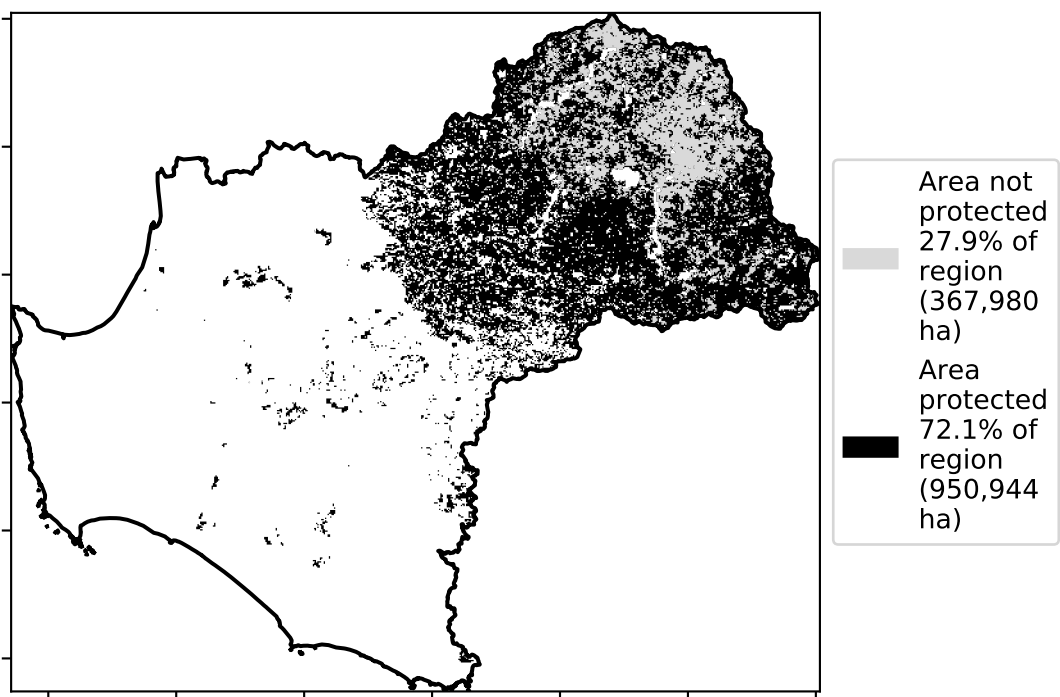 Area not
protected
27.9% of
region
(367,980
ha)
Area
protected
72.1% of
region
(950,944
ha)